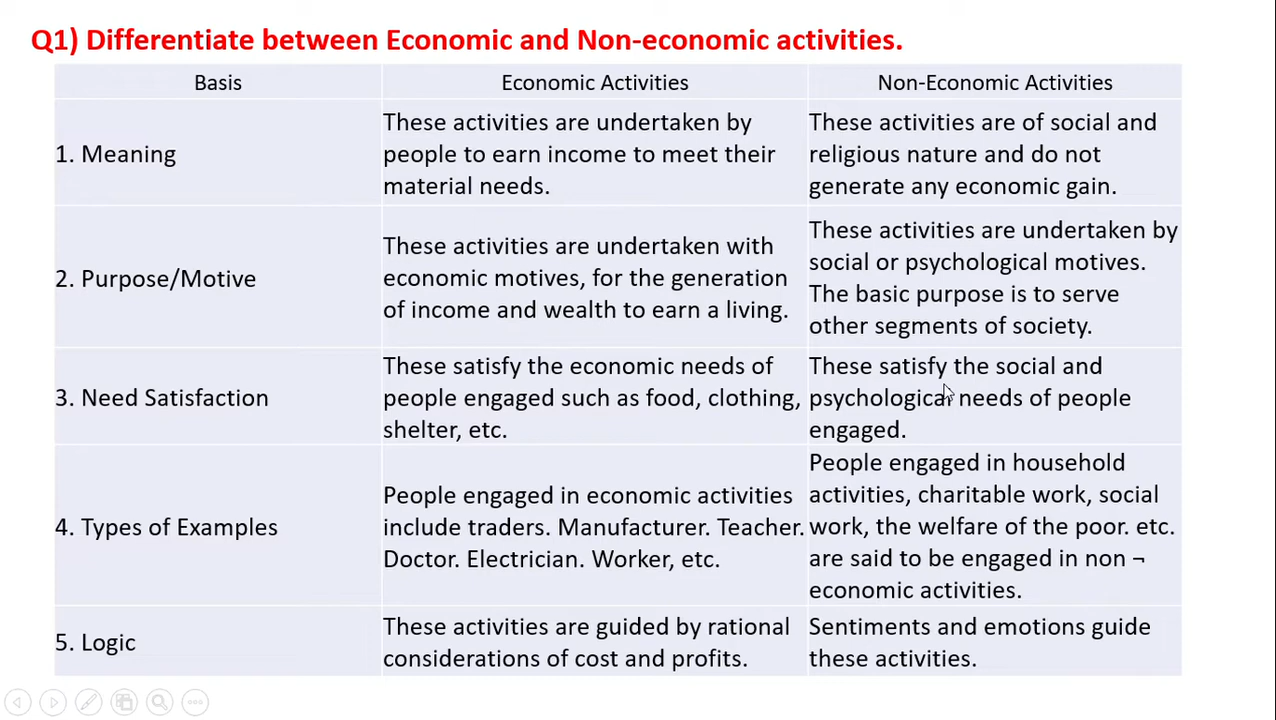 Q1) Differentiate between Economic and Non-economic activities.
Basis
Economic Activities
Non-Economic Activities
1. Meaning
These activities are undertaken by
people to earn income to meet their
material needs.
These activities are of social and
religious nature and do not
generate any economic gain.
2. Purpose/Motive
These activities are undertaken with
economic motives, for the generation
of income and wealth to earn a living.
These activities are undertaken by
social or psychological motives.
The basic purpose is to serve
other segments of society.
3. Need Satisfaction
These satisfy the economic needs of
people engaged such as food, clothing,
shelter, etc.
These satisfy the social and
psychological needs of people
engaged.
4. Types of Examples
People engaged in economic activities
include traders. Manufacturer. Teacher.
Doctor. Electrician. Worker, etc.
People engaged in household
activities, charitable work, social
work, the welfare of the poor. etc.
are said to be engaged in non ¬
economic activities.
5. Logic
These activities are guided by rational
considerations of cost and profits.
Sentiments and emotions guide
these activities.